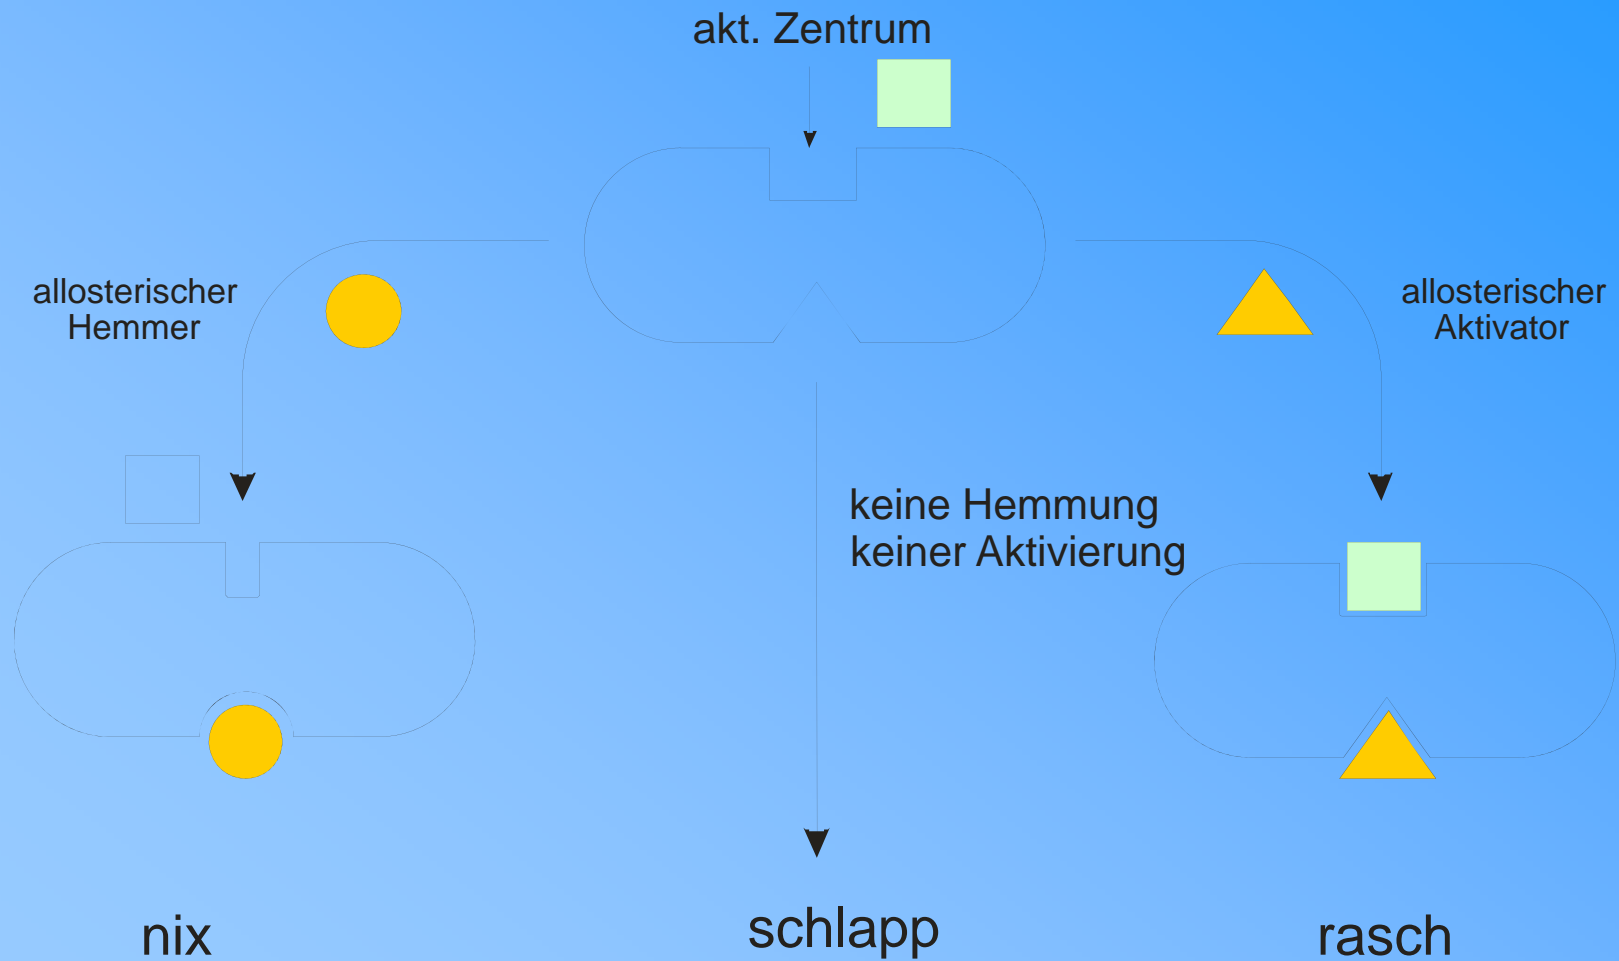 akt. Zentrum
allosterischer
Hemmer
allosterischer
Aktivator
keine Hemmung
keiner Aktivierung
nix
schlapp
rasch